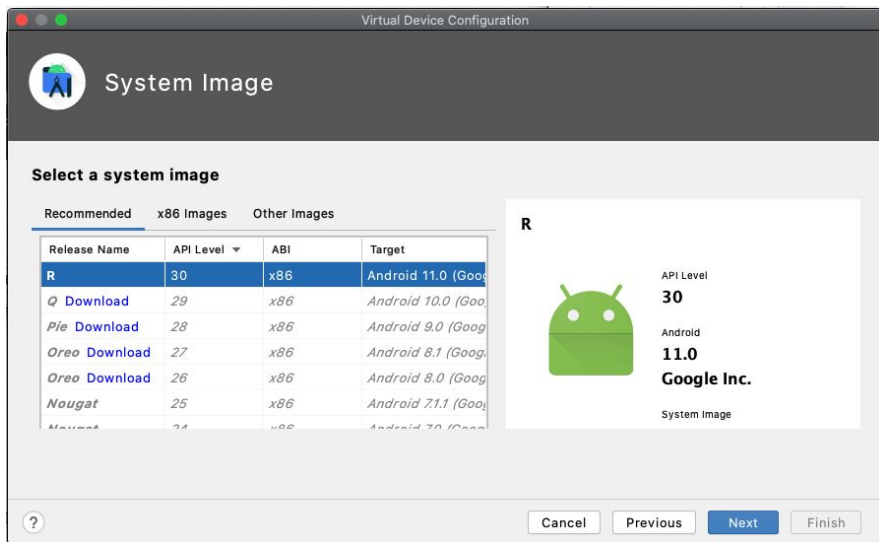 Virtual Device Configuration
System Image
Select a system image
Recommended x86 Images Other Images
Release Name API Level ABI Target
R 30 x86 Android 11.0 (Goog
Q Download 29 x86 Android 10.0 (Goo
Pie Download 28 x86 Android 9.0 (Goog
Oreo Download 27 x86 Android 8.1 (Goog
Oreo Download 26 x86 Android 8.0 (Goog
Nougat 25 x86 Android 7.1.1 (Goog
R
API Level
30
Android
11.0
Google Inc.
System Image
? Cancel Previous Next Finish